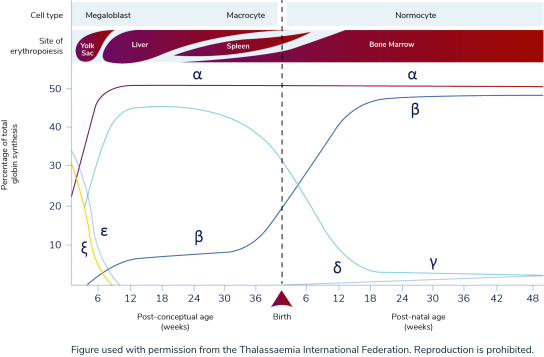 Cell type Megaloblast Macrocyte Normocyte
Site of
erythropoiesis
Yolk
Sac
Liver Spleen Bone Marrow
α α
50
β
40
30
20
10
ξ ε β δ γ
6 12 18 24 30 36 6 12 18 24 30 36 42 48
Percentage of total
globin synthesis
Post-conceptual age
(weeks)
Birth
Post-natal age
(weeks)
Figure used with permission from the Thalassaemia International Federation. Reproduction is prohibited.